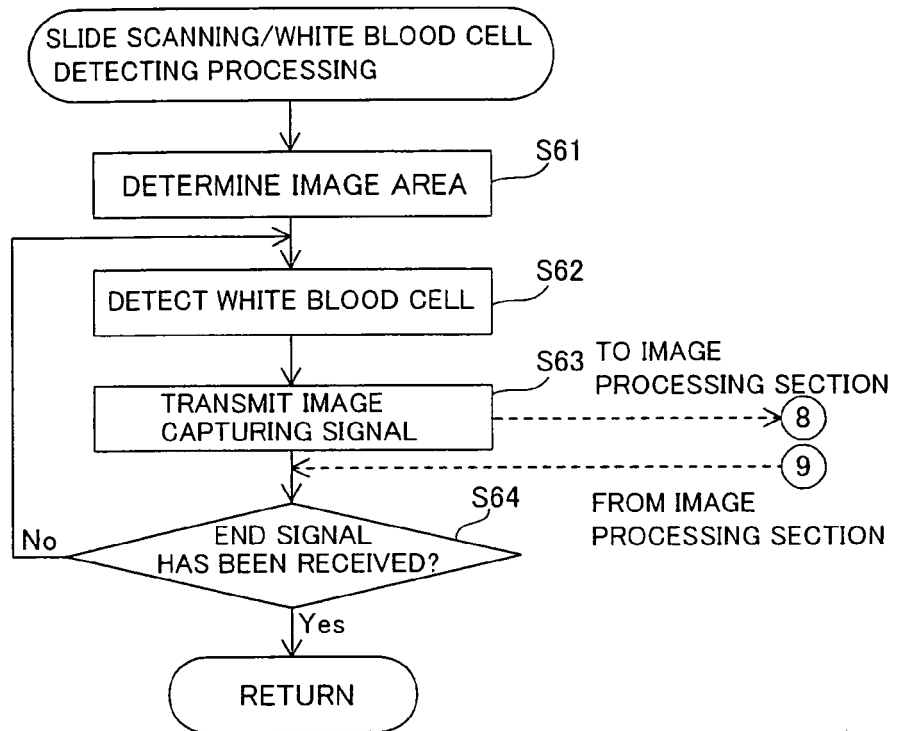 SLIDE SCANNING/WHITE BLOOD CELL
DETECTING PROCESSING
S61
DETERMINE IMAGE AREA
S62
DETECT WHITE BLOOD CELL
S63
TO IMAGE
PROCESSING SECTION
TRANSMIT IMAGE
CAPTURING SIGNAL
8
9
FROM IMAGE
PROCESSING SECTION
S64
END SIGNAL
HAS BEEN RECEIVED?
No
Yes
RETURN